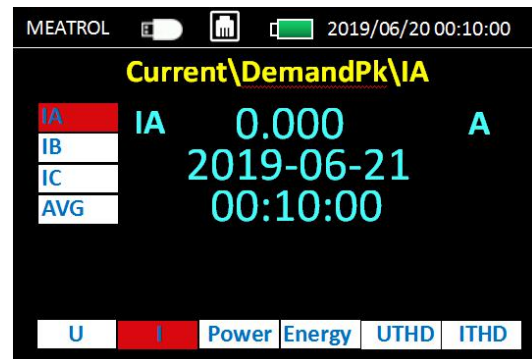 MEATROL 2019/06/20 00:10:00
Current\DemandPk\IA
IA
IB
IC
AVG
IA 0.000 A
2019-06-21
00:10:00
U I Power Energy UTHD ITHD